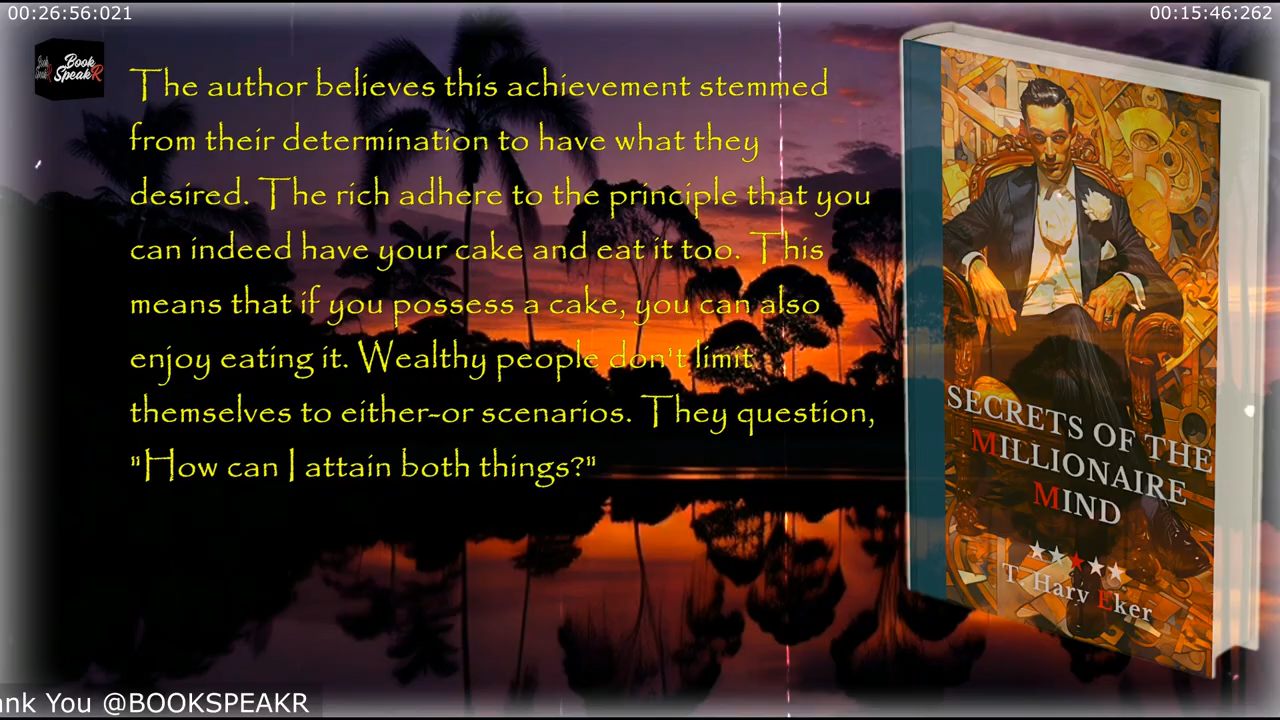 00:26:56:021
00:15:46:262
Book
SpeakR
The author believes this achievement stemmed
from their determination to have what they
desired. The rich adhere to the principle that you
can indeed have your cake and eat it too. This
means that if you possess a cake, you can also
enjoy eating it. Wealthy people don't limit
themselves to either-or scenarios. They question,
"How can I attain both things?"
SECRETS OF THE
MILLIONAIRE
MIND
T. Harv Eker
ank You @BOOKSPEAKR